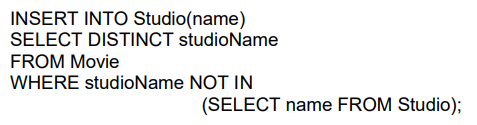 INSERT INTO Studio(name)
SELECT DISTINCT studioName
FROM Movie
WHERE studioName NOT IN
(SELECT name FROM Studio);